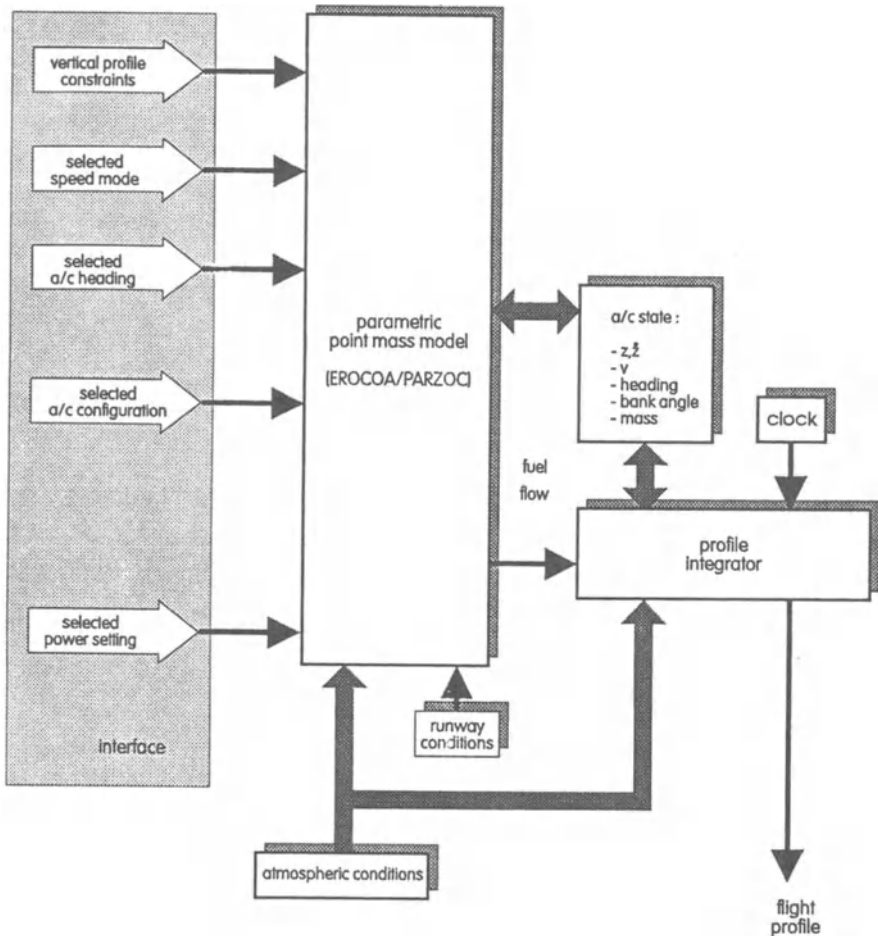 vertical profile
constraints
selected
speed mode
selected
a/c heading
selected
a/c configuration
selected
power setting
interface
parametric
point mass model
(EROCOA/PARZOC)
runway
conditions
atmospheric conditions
a/c state :
- z,ż
- v
- heading
- bank angle
- mass
clock
fuel
flow
profile
integrator
flight
profile